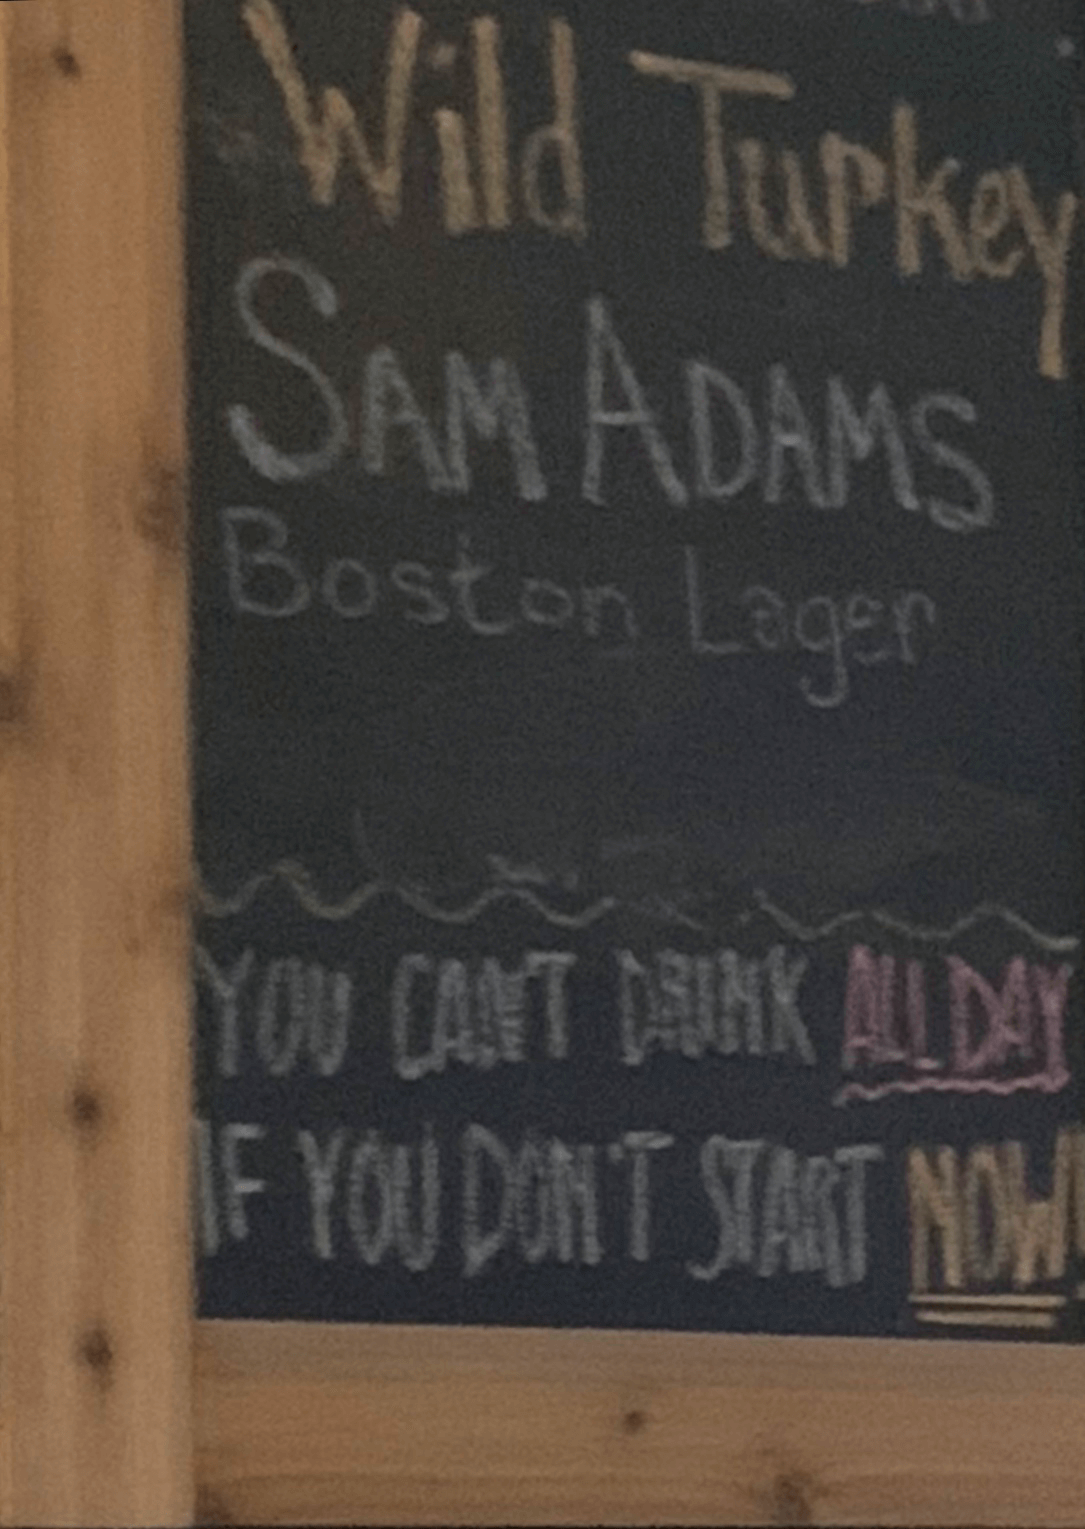 Wild Turkey
SAM ADAMS
Boston Lager
YOU CAN'T DRINK ALL DAY
IF YOU DON'T START NOW!